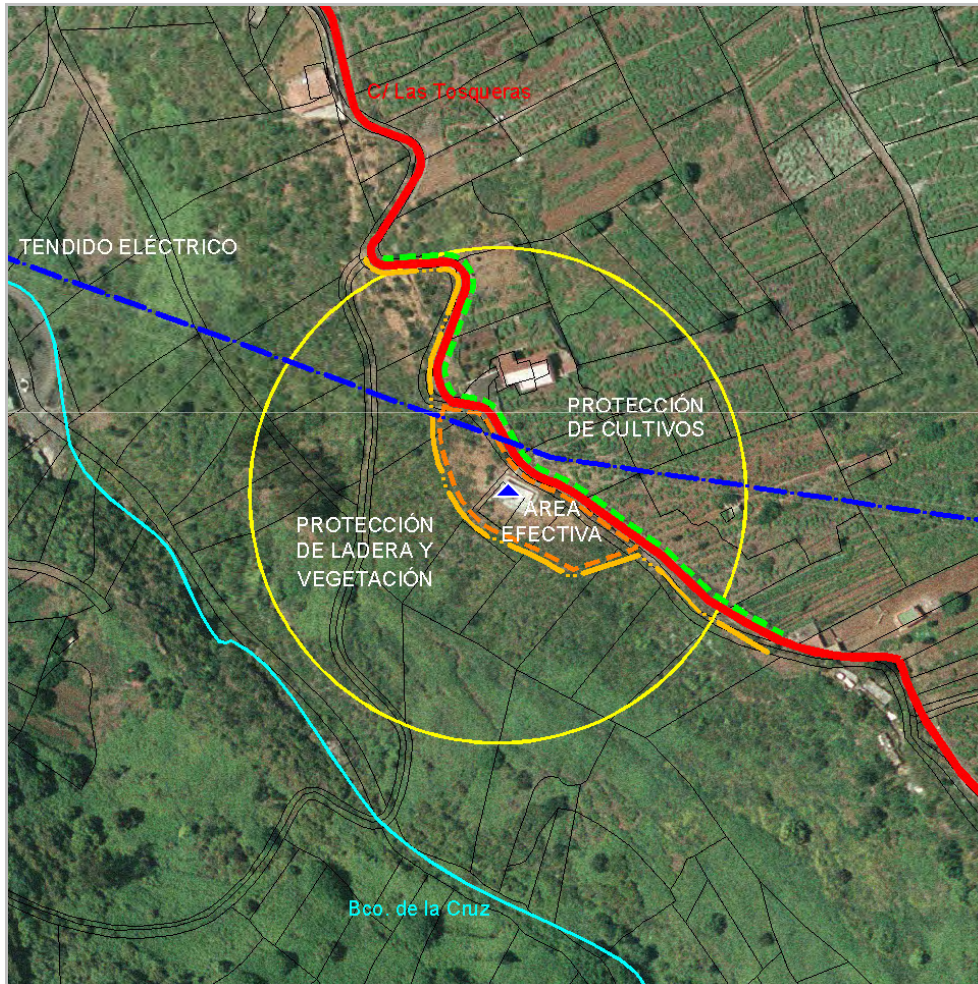 C/ Las Tosqueras
TENDIDO ELÉCTRICO
PROTECCIÓN
DE CULTIVOS
ÁREA
EFECTIVA
PROTECCIÓN
DE LADERA Y
VEGETACIÓN
Bco. de la Cruz